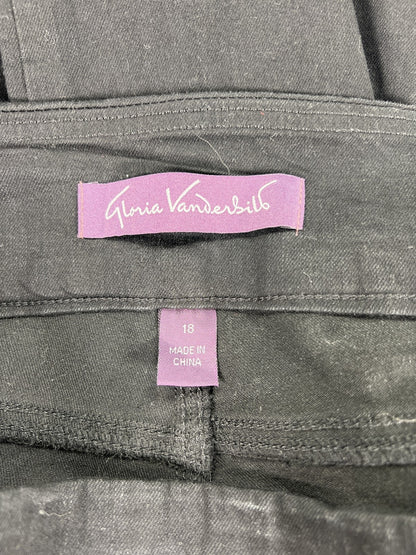 Gloria Vanderbilt
18
MADE IN
CHINA